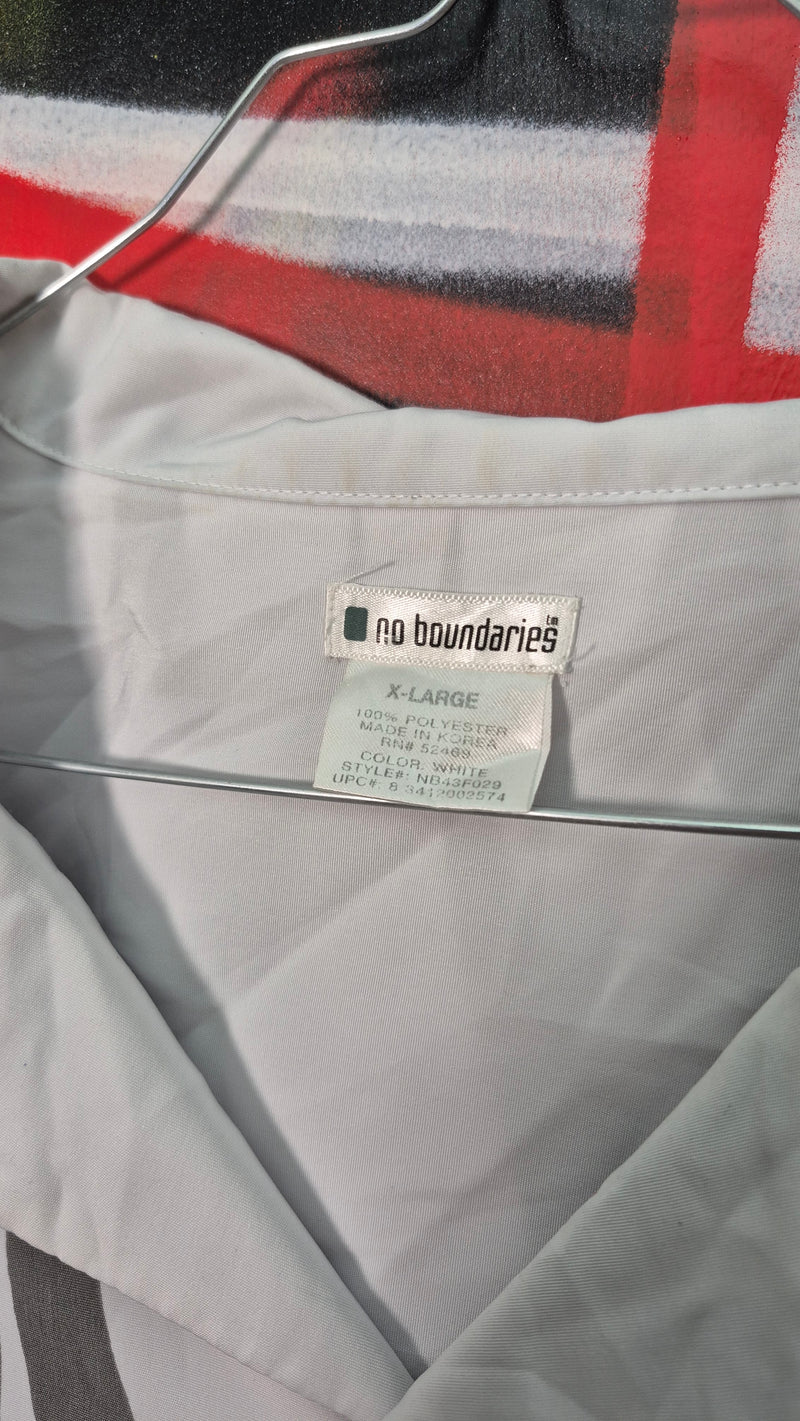 no boundaries tm
X-LARGE
100% POLYESTER
MADE IN KOREA
RN# 52469
COLOR: WHITE
STYLE#: NB43F029
UPC#: 8 3412002574